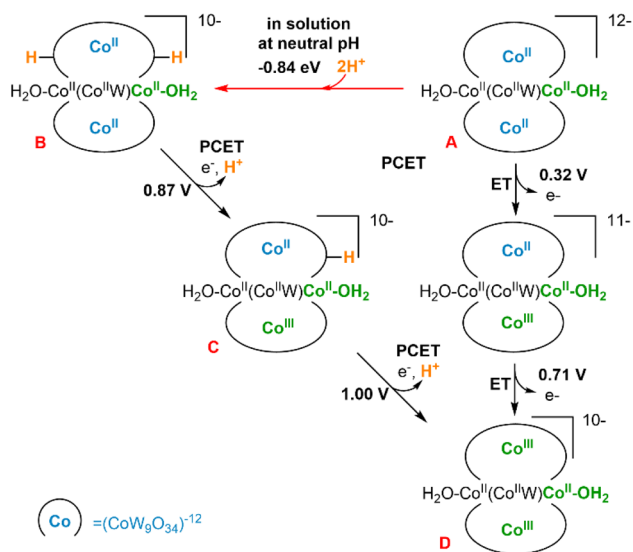 10-
in solution
at neutral pH
-0.84 eV 2H⁺
12-
H Co^II H
H₂O-Co^II(Co^IIW)Co^II-OH₂
Co^II
B
Co^II
H₂O-Co^II(Co^IIW)Co^II-OH₂
Co^II
A
PCET
e⁻, H⁺
0.87 V
PCET
ET
0.32 V
e-
10-
Co^II H
H₂O-Co^II(Co^IIW)Co^II-OH₂
Co^III
C
11-
Co^II
H₂O-Co^II(Co^IIW)Co^II-OH₂
Co^III
PCET
e⁻, H⁺
1.00 V
ET
0.71 V
e-
10-
Co^III
H₂O-Co^II(Co^IIW)Co^II-OH₂
Co^III
D
Co =(CoW₉O₃₄)⁻¹²